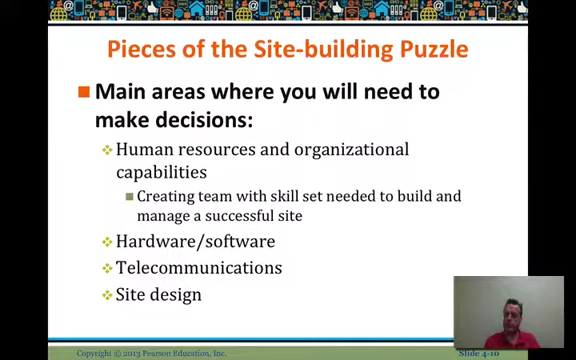 Pieces of the Site-building Puzzle
Main areas where you will need to
make decisions:
Human resources and organizational
capabilities
Creating team with skill set needed to build and
manage a successful site
Hardware/software
Telecommunications
Site design
Copyright © 2013 Pearson Education, Inc.
Slide 4-10